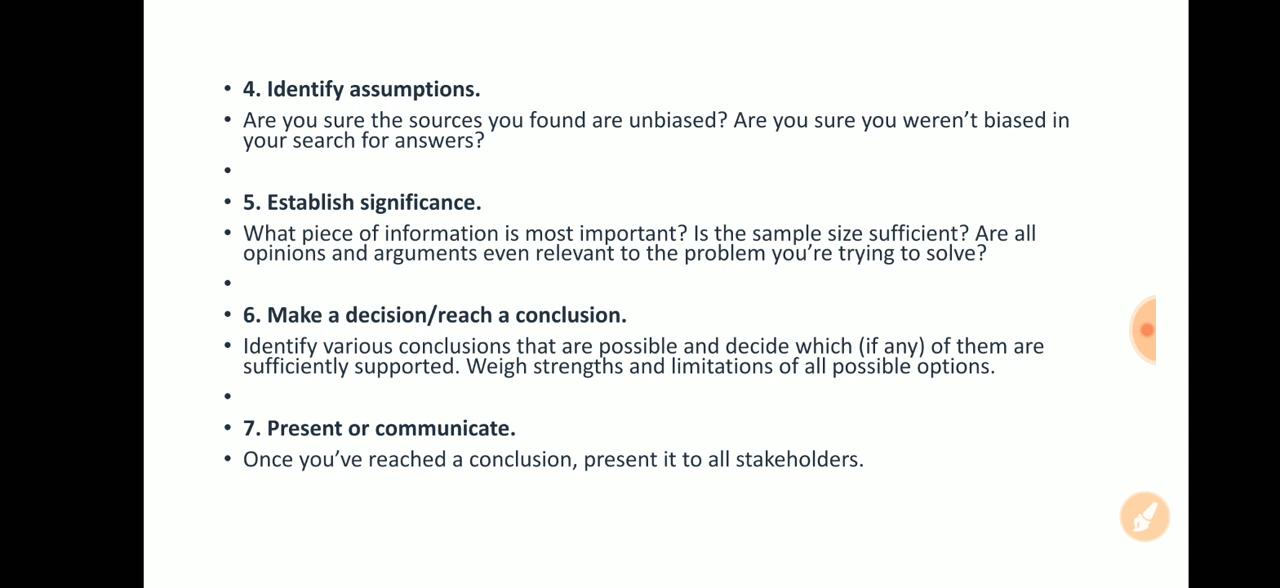 • 4. Identify assumptions.
• Are you sure the sources you found are unbiased? Are you sure you weren’t biased in
your search for answers?
•
• 5. Establish significance.
• What piece of information is most important? Is the sample size sufficient? Are all
opinions and arguments even relevant to the problem you’re trying to solve?
•
• 6. Make a decision/reach a conclusion.
• Identify various conclusions that are possible and decide which (if any) of them are
sufficiently supported. Weigh strengths and limitations of all possible options.
•
• 7. Present or communicate.
• Once you’ve reached a conclusion, present it to all stakeholders.